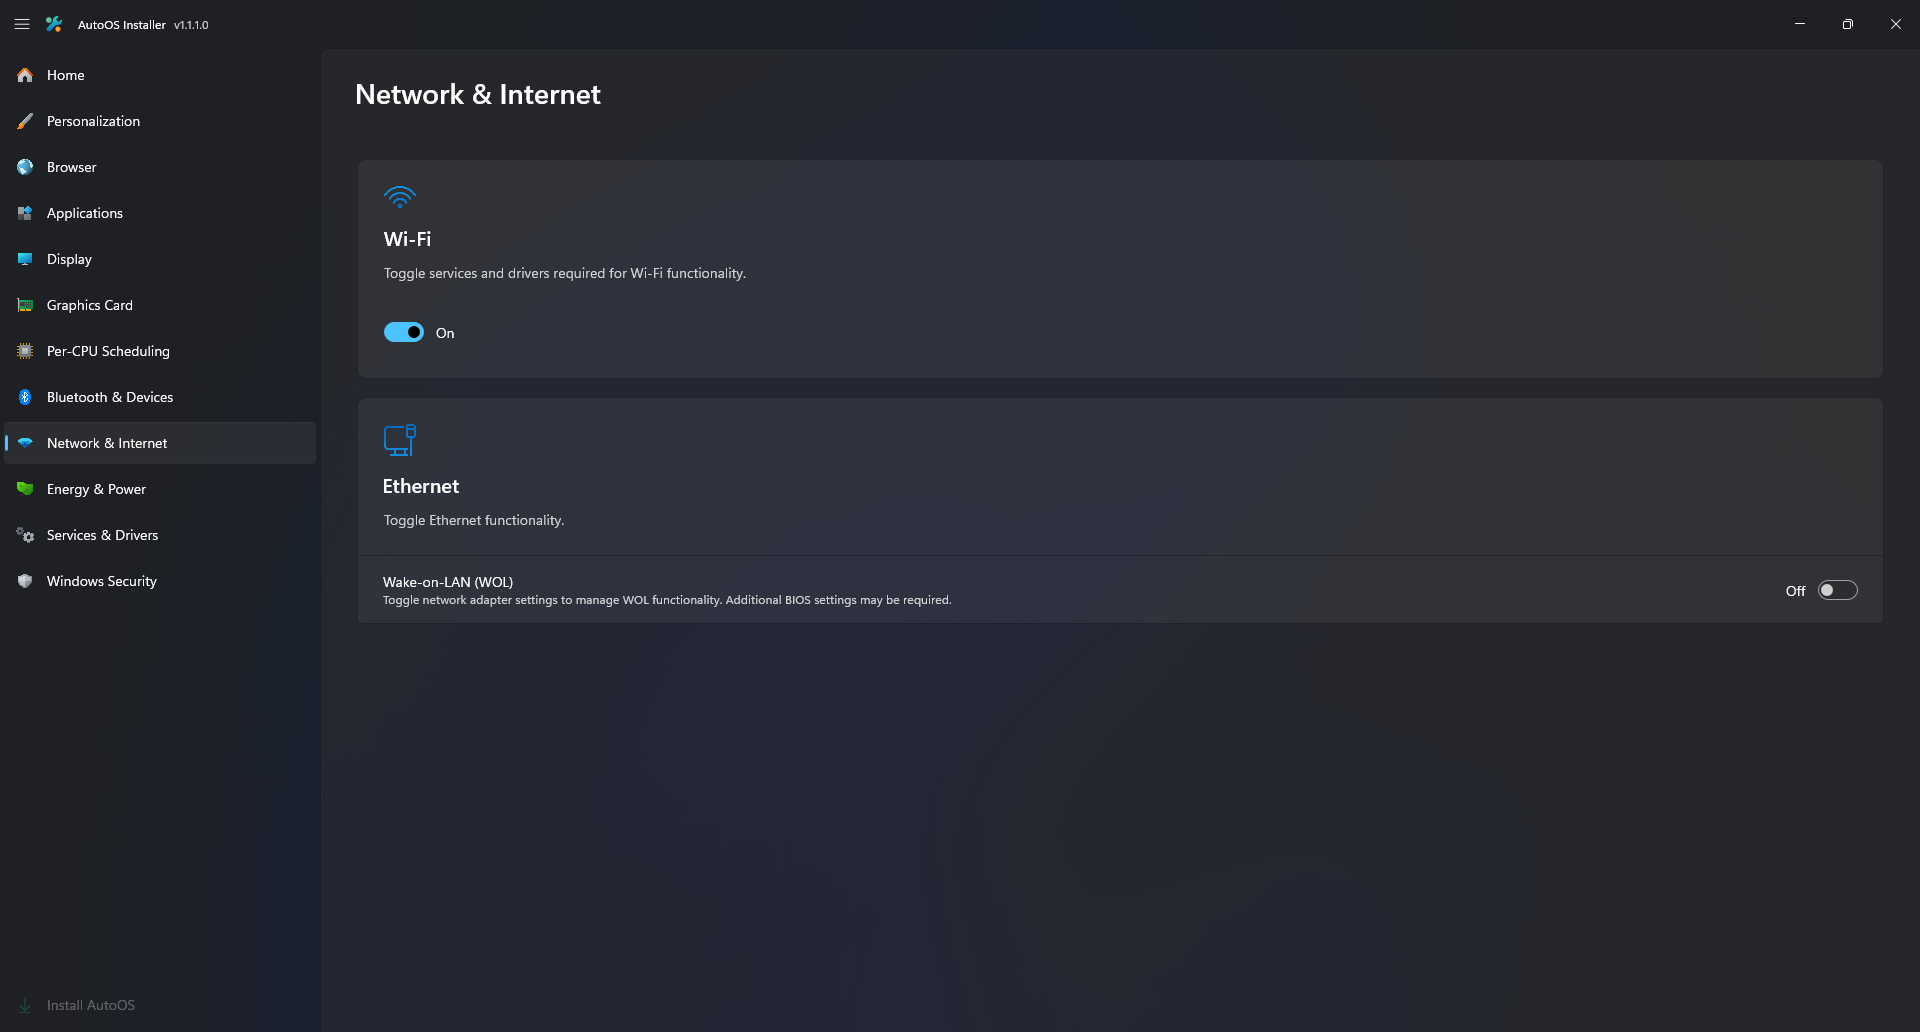 AutoOS Installer v1.1.1.0
Home
Personalization
Browser
Applications
Display
Graphics Card
Per-CPU Scheduling
Bluetooth & Devices
Network & Internet
Energy & Power
Services & Drivers
Windows Security
Install AutoOS
Network & Internet
Wi-Fi
Toggle services and drivers required for Wi-Fi functionality.
On
Ethernet
Toggle Ethernet functionality.
Wake-on-LAN (WOL)
Toggle network adapter settings to manage WOL functionality. Additional BIOS settings may be required.
Off